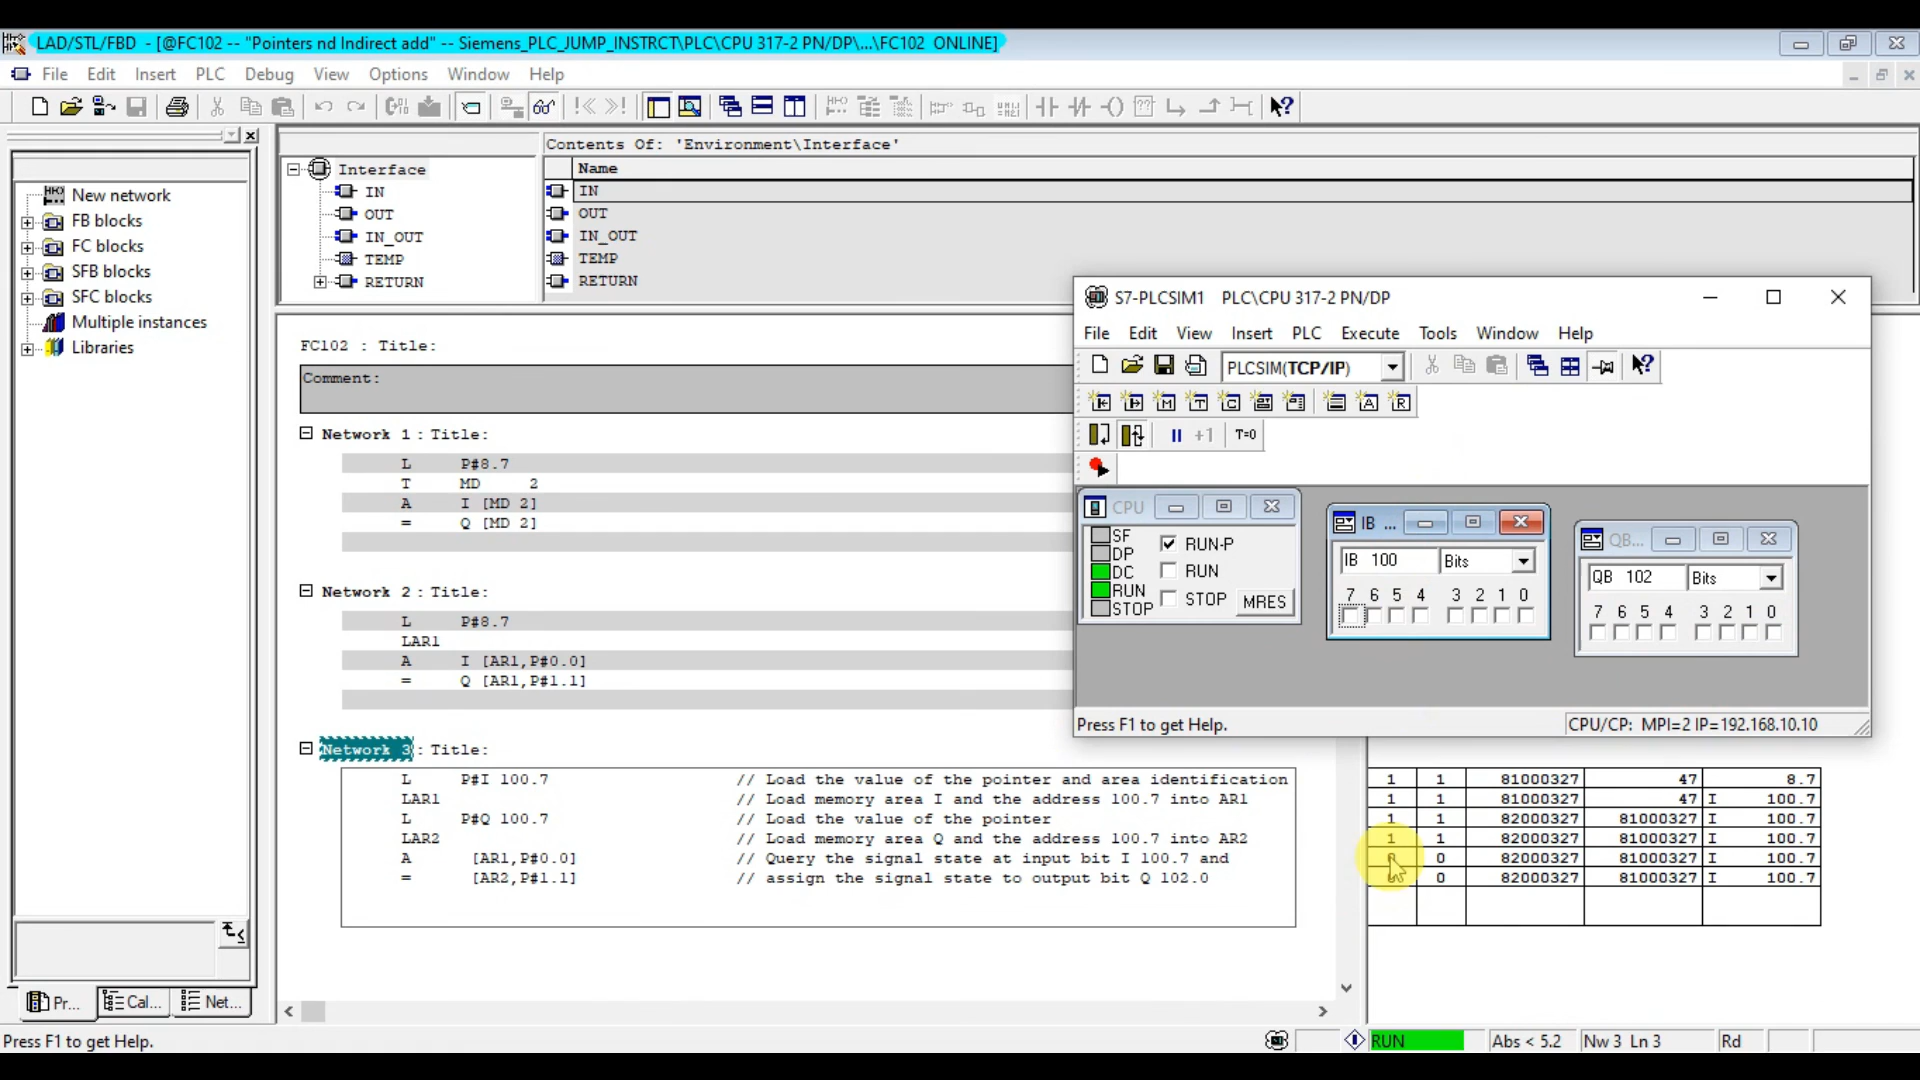 LAD/STL/FBD - [@FC102 -- "Pointers nd Indirect add" -- Siemens_PLC_JUMP_INSTRCT\PLC\CPU 317-2 PN/DP\...\FC102 ONLINE]
File Edit Insert PLC Debug View Options Window Help
Contents Of: 'Environment\Interface'
Interface
IN
OUT
IN_OUT
TEMP
RETURN
Name
IN
OUT
IN_OUT
TEMP
RETURN
New network
FB blocks
FC blocks
SFB blocks
SFC blocks
Multiple instances
Libraries
Pr... Cal... Net...
FC102 : Title:
Comment:
Network 1 : Title:
L P#8.7
T MD 2
A I [MD 2]
= Q [MD 2]
Network 2 : Title:
L P#8.7
LAR1
A I [AR1,P#0.0]
= Q [AR1,P#1.1]
Network 3 : Title:
L P#I 100.7 // Load the value of the pointer and area identification
LAR1 // Load memory area I and the address 100.7 into AR1
L P#Q 100.7 // Load the value of the pointer
LAR2 // Load memory area Q and the address 100.7 into AR2
A [AR1,P#0.0] // Query the signal state at input bit I 100.7 and
= [AR2,P#1.1] // assign the signal state to output bit Q 102.0
1 1 81000327 47 8.7
1 1 81000327 47 I 100.7
1 1 82000327 81000327 I 100.7
1 1 82000327 81000327 I 100.7
0 82000327 81000327 I 100.7
0 82000327 81000327 I 100.7
S7-PLCSIM1 PLC\CPU 317-2 PN/DP
File Edit View Insert PLC Execute Tools Window Help
PLCSIM(TCP/IP)
+1 T=0
CPU
SF
DP
DC
RUN
STOP
RUN-P
RUN
STOP
MRES
IB ...
IB 100 Bits
7 6 5 4 3 2 1 0
QB...
QB 102 Bits
7 6 5 4 3 2 1 0
Press F1 to get Help. CPU/CP: MPI=2 IP=192.168.10.10
Press F1 to get Help. RUN Abs < 5.2 Nw 3 Ln 3 Rd